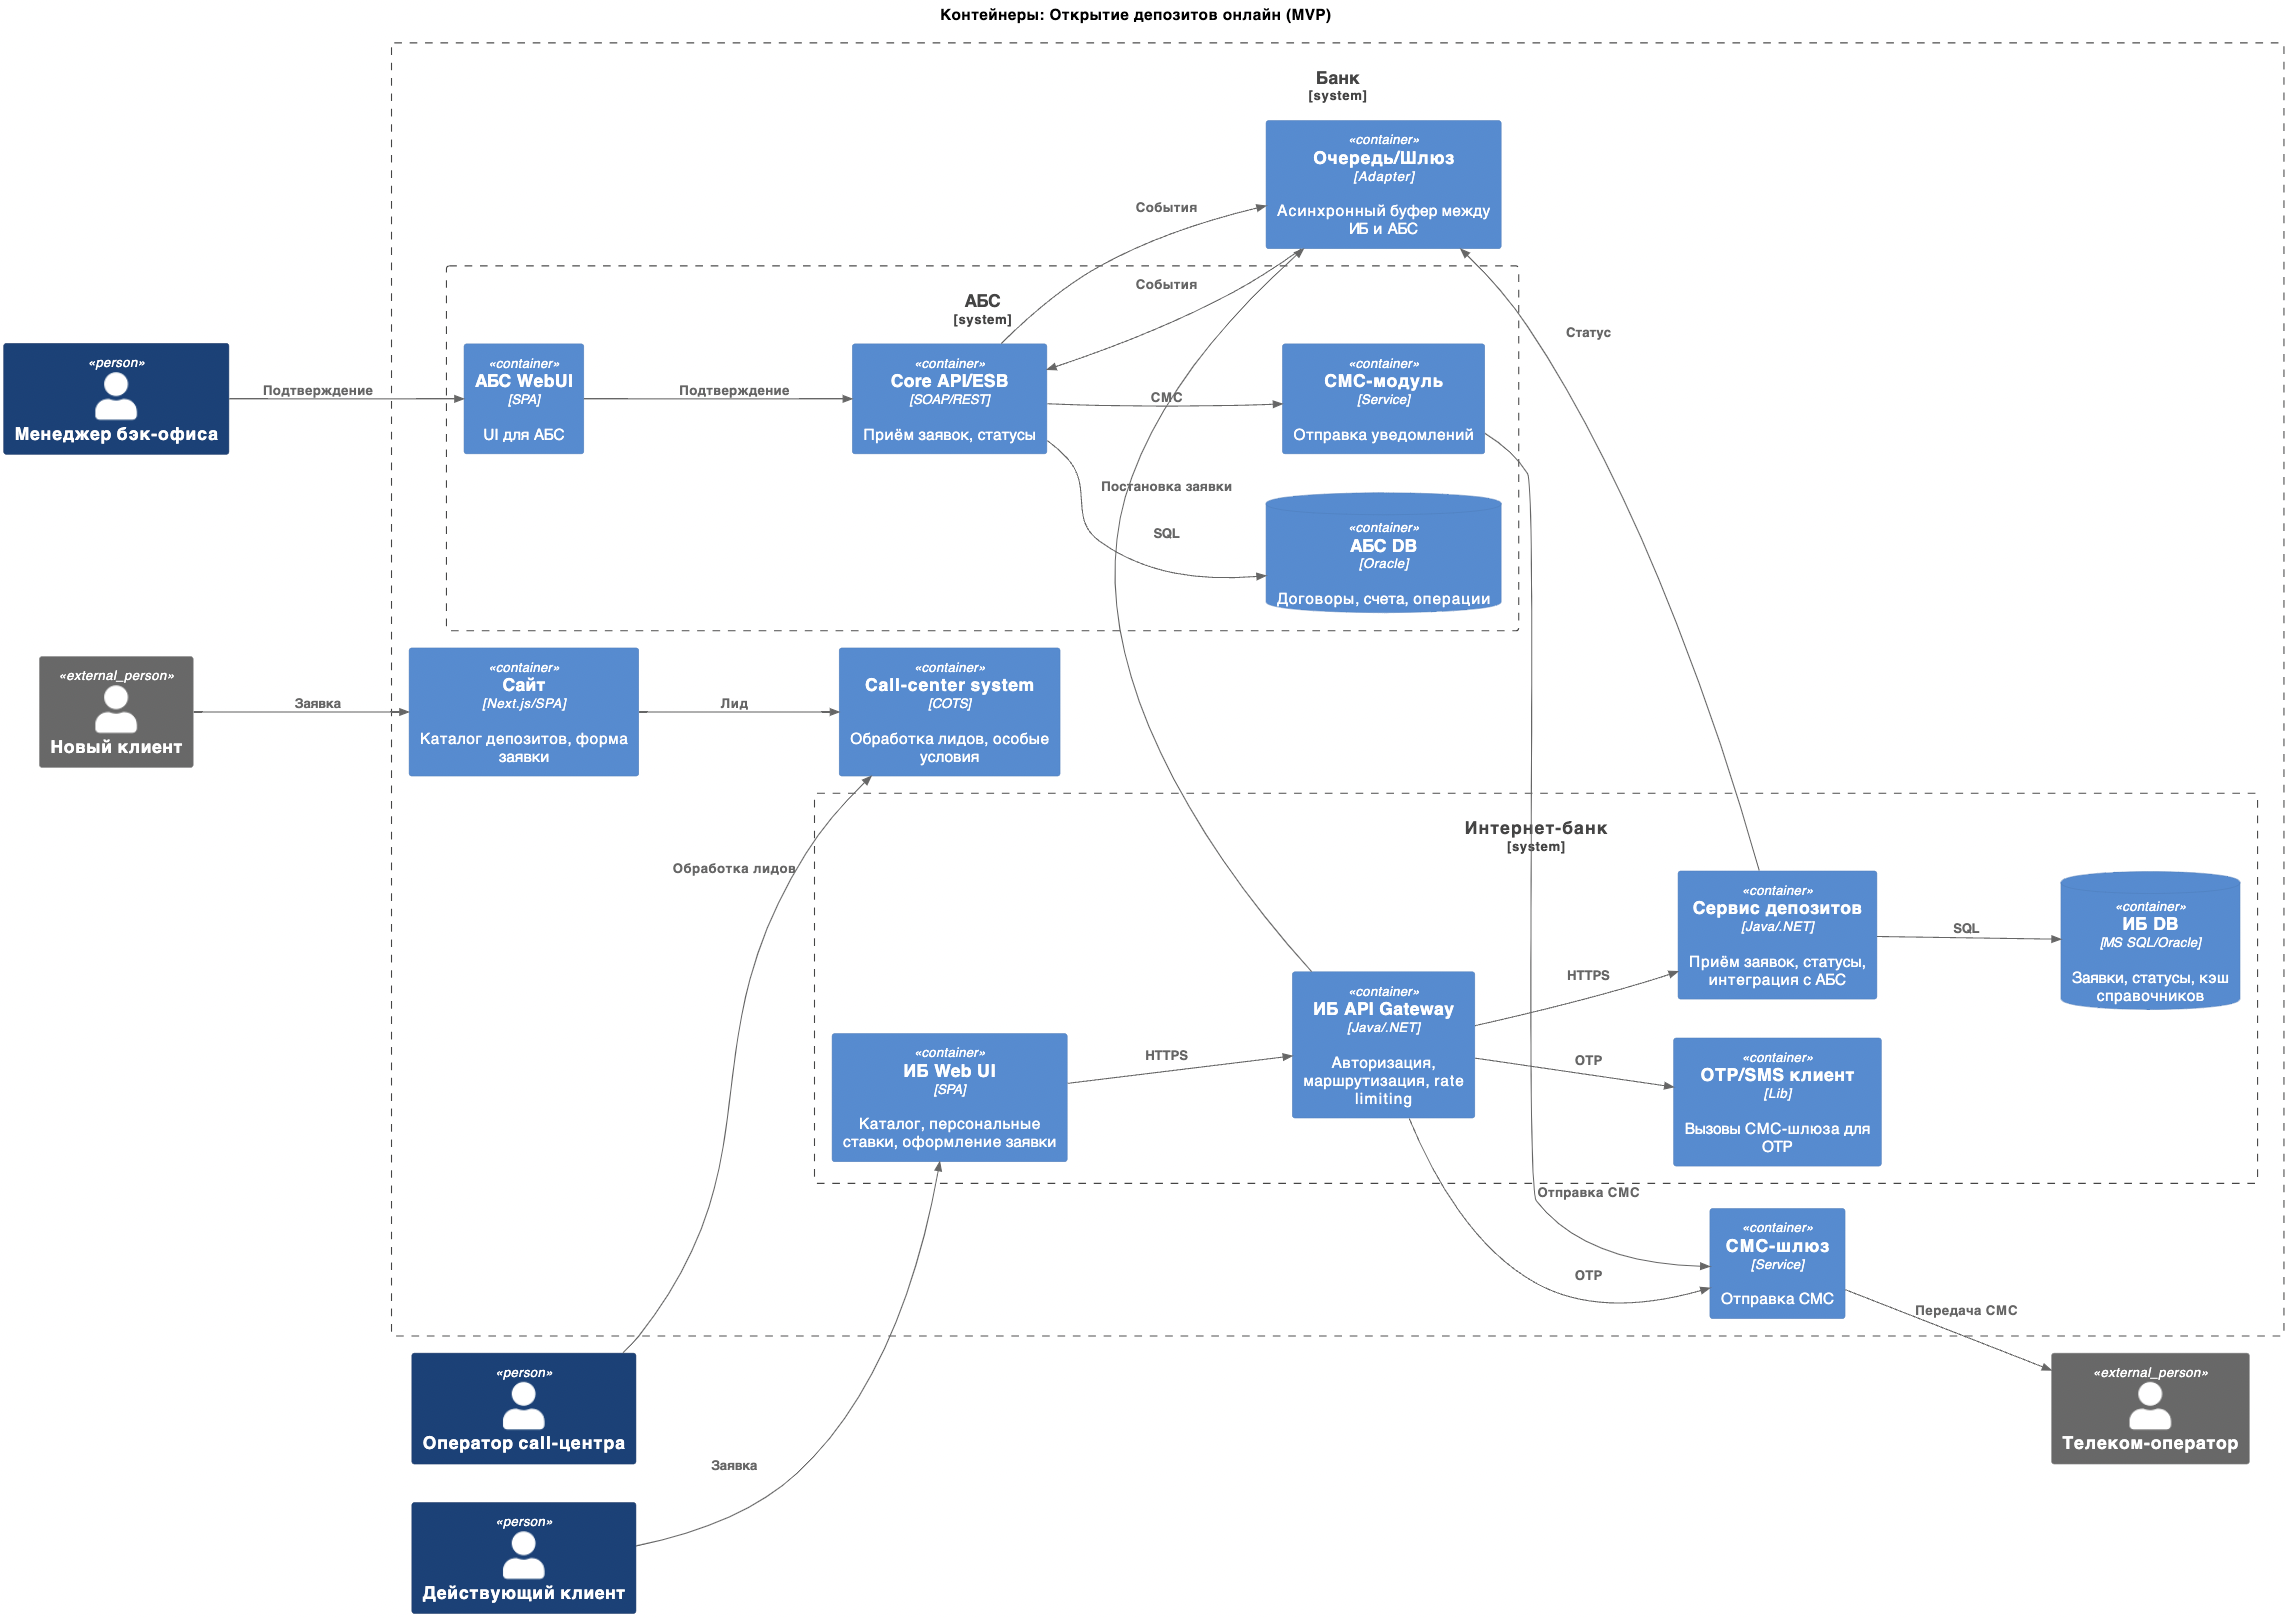 Контейнеры: Открытие депозитов онлайн (MVP)
Банк
[system]
«container»
Очередь/Шлюз
[Adapter]
Асинхронный буфер между
ИБ и АБС
События
События
Статус
АБС
[system]
«person»
Менеджер бэк-офиса
Подтверждение
«container»
АБС WebUI
[SPA]
UI для АБС
Подтверждение
«container»
Core API/ESB
[SOAP/REST]
Приём заявок, статусы
СМС
«container»
СМС-модуль
[Service]
Отправка уведомлений
Постановка заявки
SQL
«container»
АБС DB
[Oracle]
Договоры, счета, операции
«external_person»
Новый клиент
Заявка
«container»
Сайт
[Next.js/SPA]
Каталог депозитов, форма
заявки
Лид
«container»
Call-center system
[COTS]
Обработка лидов, особые
условия
Обработка лидов
Интернет-банк
[system]
«container»
Сервис депозитов
[Java/.NET]
Приём заявок, статусы,
интеграция с АБС
SQL
«container»
ИБ DB
[MS SQL/Oracle]
Заявки, статусы, кэш
справочников
HTTPS
«container»
ИБ API Gateway
[Java/.NET]
Авторизация,
маршрутизация, rate
limiting
«container»
ИБ Web UI
[SPA]
Каталог, персональные
ставки, оформление заявки
HTTPS
OTP
«container»
OTP/SMS клиент
[Lib]
Вызовы СМС-шлюза для
OTP
Отправка СМС
«container»
СМС-шлюз
[Service]
Отправка СМС
OTP
Передача СМС
«person»
Оператор call-центра
«external_person»
Телеком-оператор
Заявка
«person»
Действующий клиент